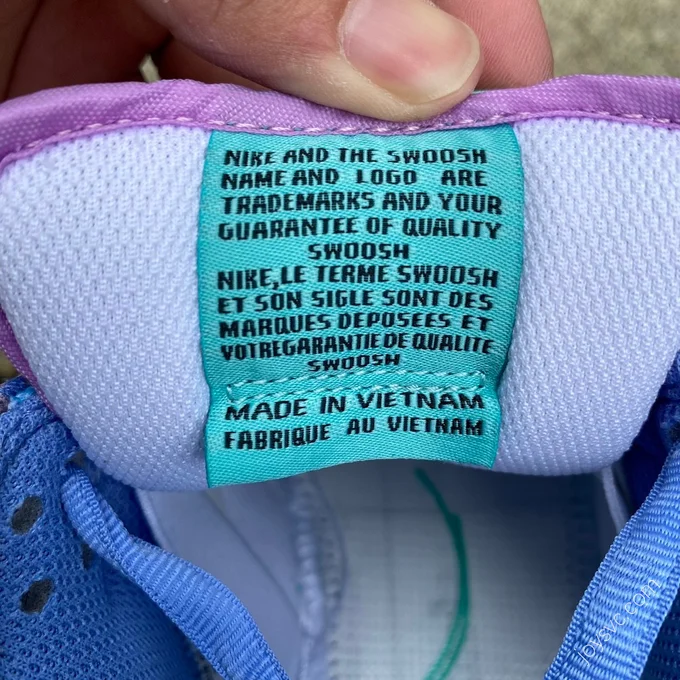 NIKE AND THE SWOOSH
NAME AND LOGO ARE
TRADEMARKS AND YOUR
GUARANTEE OF QUALITY
SWOOSH
NIKE,LE TERME SWOOSH
ET SON SIGLE SONT DES
MARQUES DEPOSEES ET
VOTREGARANTIE DE QUALITE
SWOOSH
MADE IN VIETNAM
FABRIQUE AU VIETNAM